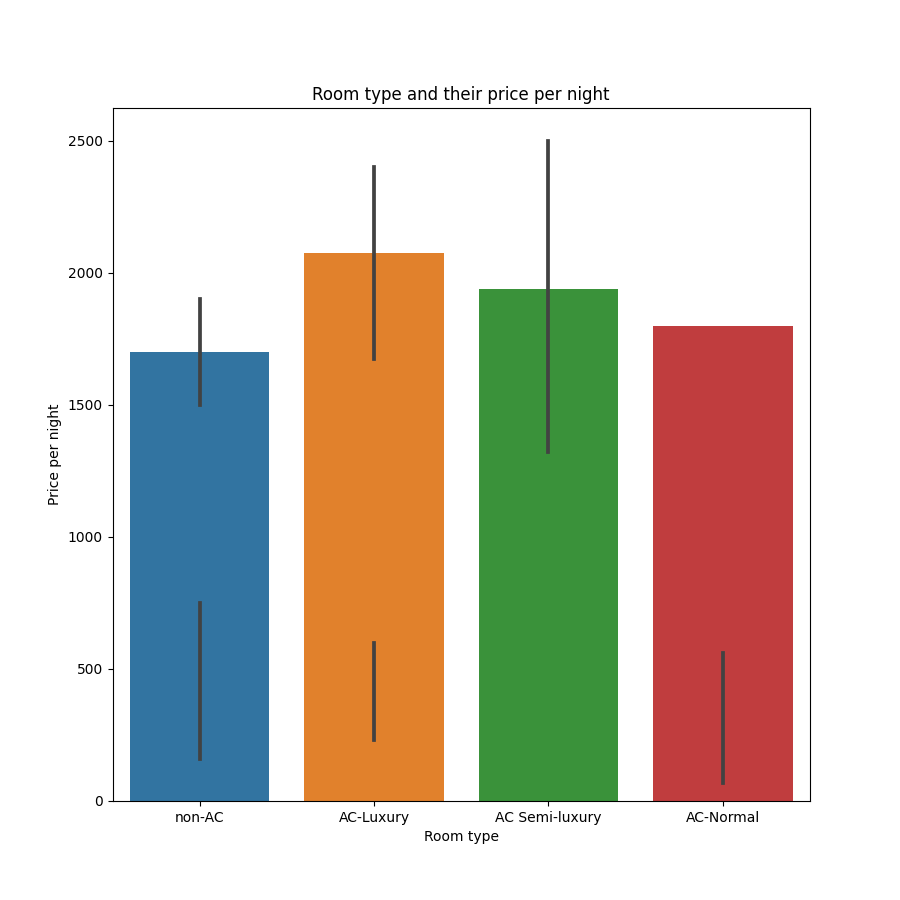 Room type and their price per night
2500
2000
1500
1000
500
0
Price per night
non-AC
AC-Luxury
AC Semi-luxury
AC-Normal
Room type